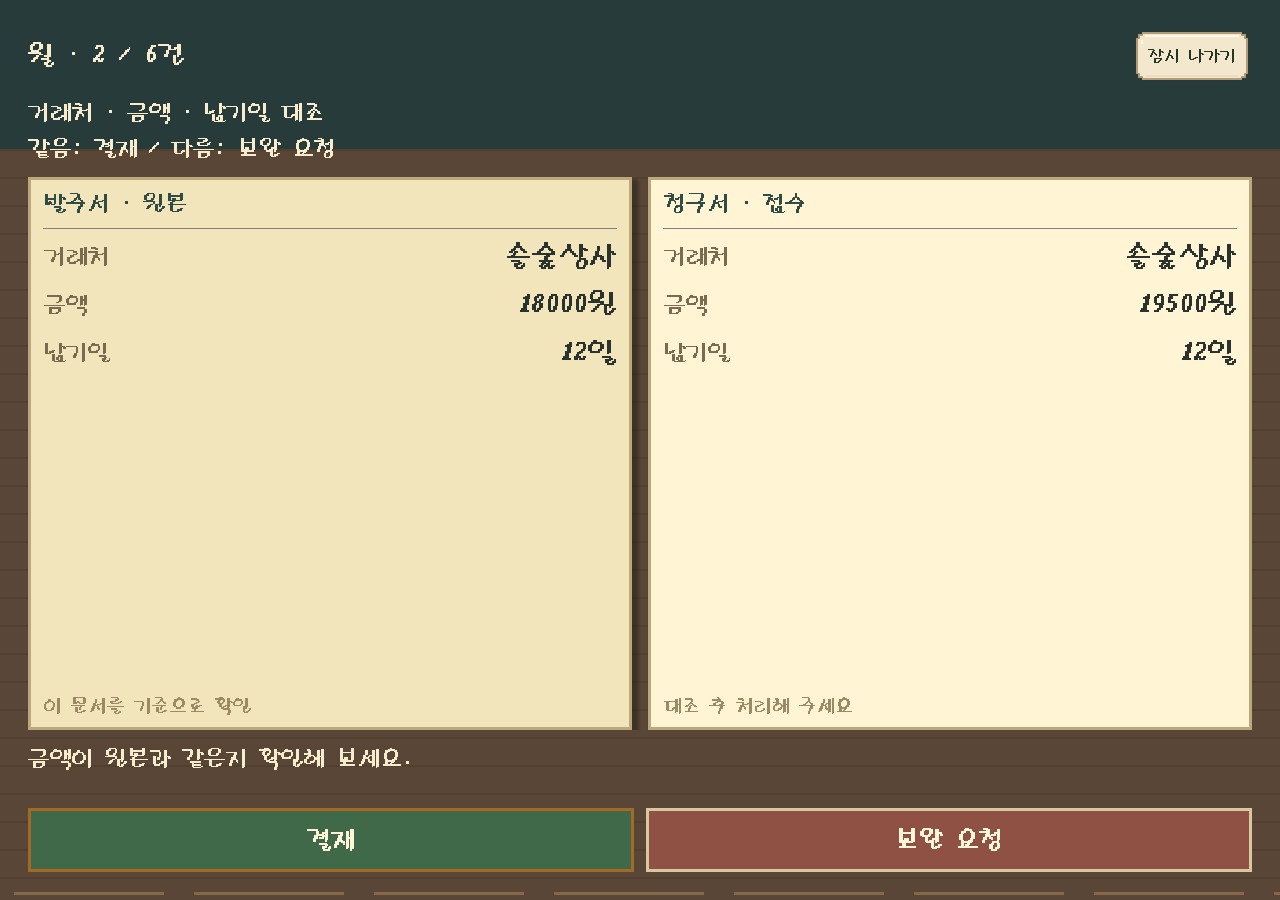 월 · 2 / 6건
잠시 나가기
거래처 · 금액 · 납기일 대조
같음: 결재 / 다름: 보완 요청
발주서 · 원본
거래처 솔숲상사
금액 18000원
납기일 12일
이 문서를 기준으로 확인
청구서 · 접수
거래처 솔숲상사
금액 19500원
납기일 12일
대조 후 처리해 주세요
금액이 원본과 같은지 확인해 보세요.
결재
보완 요청